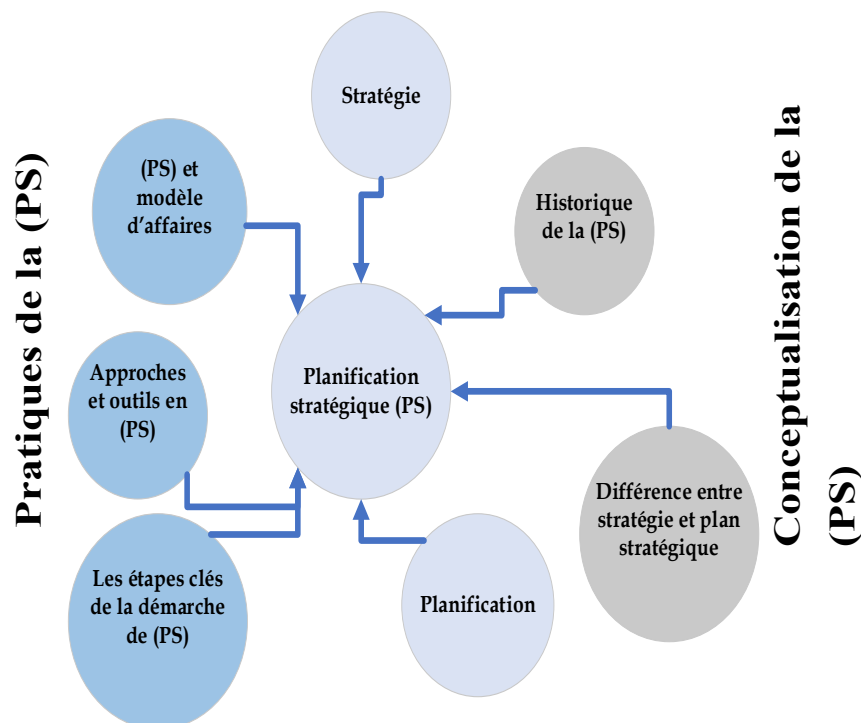 Pratiques de la (PS)
Stratégie
(PS) et
modèle
d'affaires
Historique
de la (PS)
Approches
et outils en
(PS)
Planification
stratégique (PS)
Différence entre
stratégie et plan
stratégique
Les étapes clés
de la démarche
de (PS)
Planification
Conceptualisation de la
(PS)